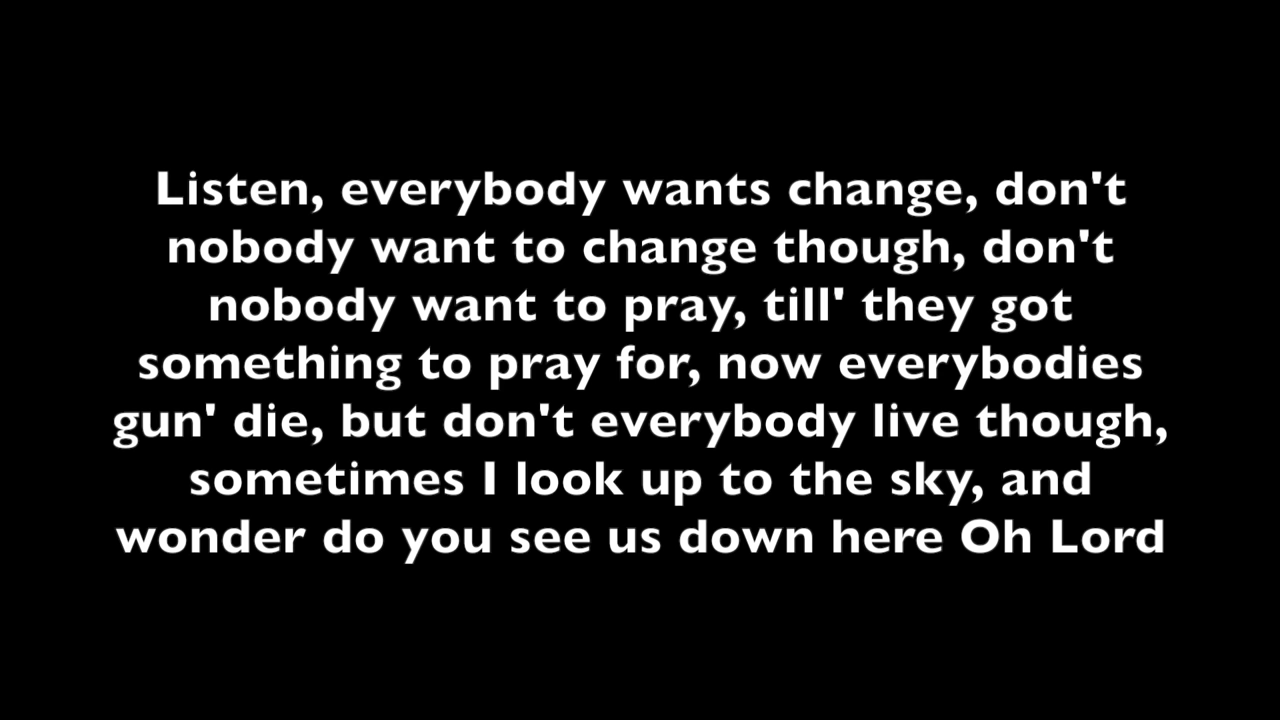 Listen, everybody wants change, don't
nobody want to change though, don't
nobody want to pray, till' they got
something to pray for, now everybodies
gun' die, but don't everybody live though,
sometimes I look up to the sky, and
wonder do you see us down here Oh Lord